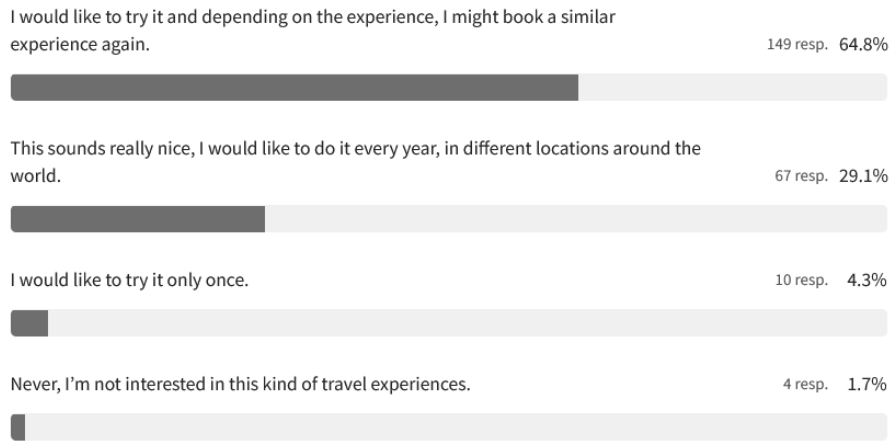 I would like to try it and depending on the experience, I might book a similar
experience again.
149 resp. 64.8%
This sounds really nice, I would like to do it every year, in different locations around the
world.
67 resp. 29.1%
I would like to try it only once.
10 resp. 4.3%
Never, I’m not interested in this kind of travel experiences.
4 resp. 1.7%